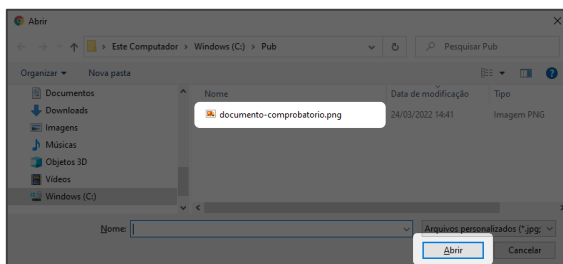 Abrir
Este Computador > Windows (C:) > Pub
Pesquisar Pub
Organizar Nova pasta
Documentos
Downloads
Imagens
Músicas
Objetos 3D
Vídeos
Windows (C:)
Nome Data de modificação Tipo
documento-comprobatorio.png 24/03/2022 14:41 Imagem PNG
Nome: Arquivos personalizados (*.jpg;
Abrir Cancelar